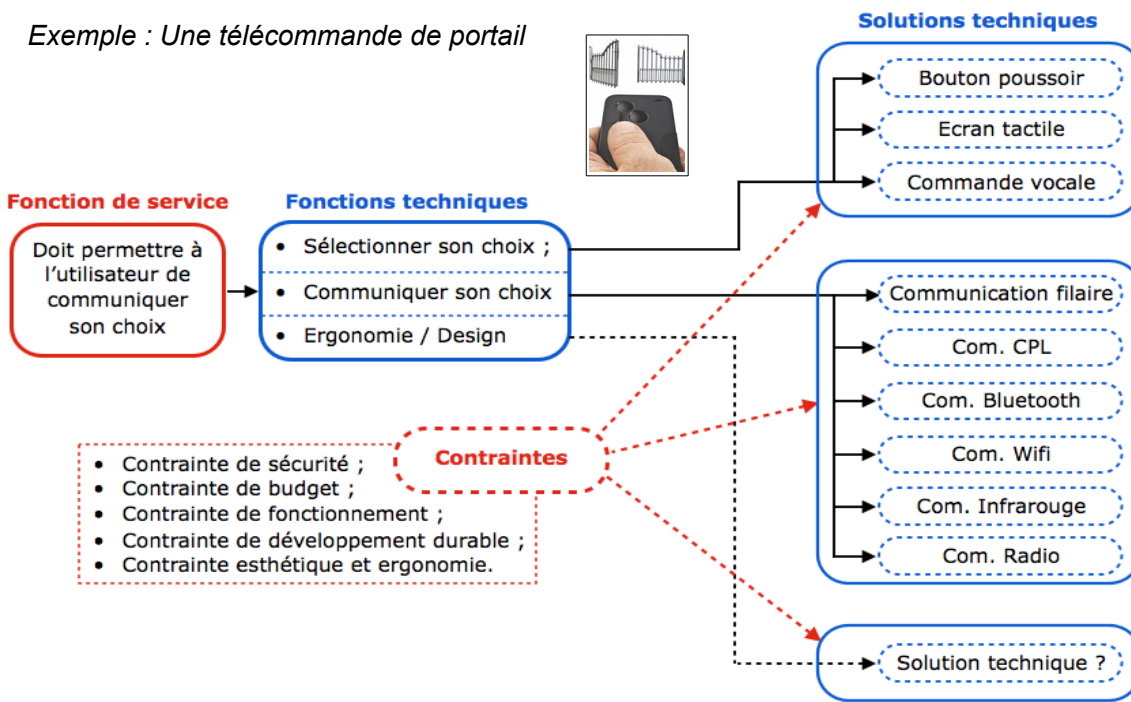 Exemple : Une télécommande de portail
Solutions techniques
Bouton poussoir
Ecran tactile
Commande vocale
Fonction de service
Doit permettre à
l'utilisateur de
communiquer
son choix
Fonctions techniques
• Sélectionner son choix ;
• Communiquer son choix
• Ergonomie / Design
Communication filaire
Com. CPL
Com. Bluetooth
Com. Wifi
Com. Infrarouge
Com. Radio
Contraintes
• Contrainte de sécurité ;
• Contrainte de budget ;
• Contrainte de fonctionnement ;
• Contrainte de développement durable ;
• Contrainte esthétique et ergonomie.
Solution technique ?